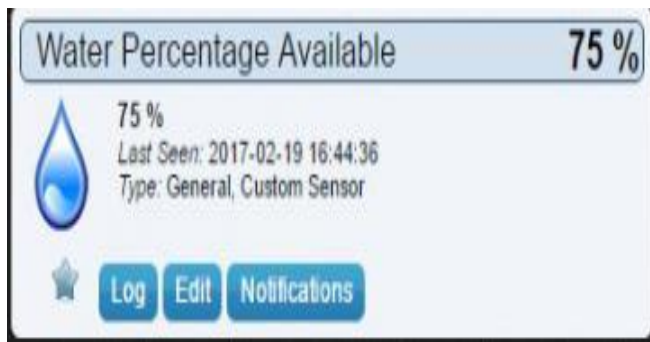 Water Percentage Available 75 %
75 %
Last Seen: 2017-02-19 16:44:36
Type: General, Custom Sensor
Log Edit Notifications